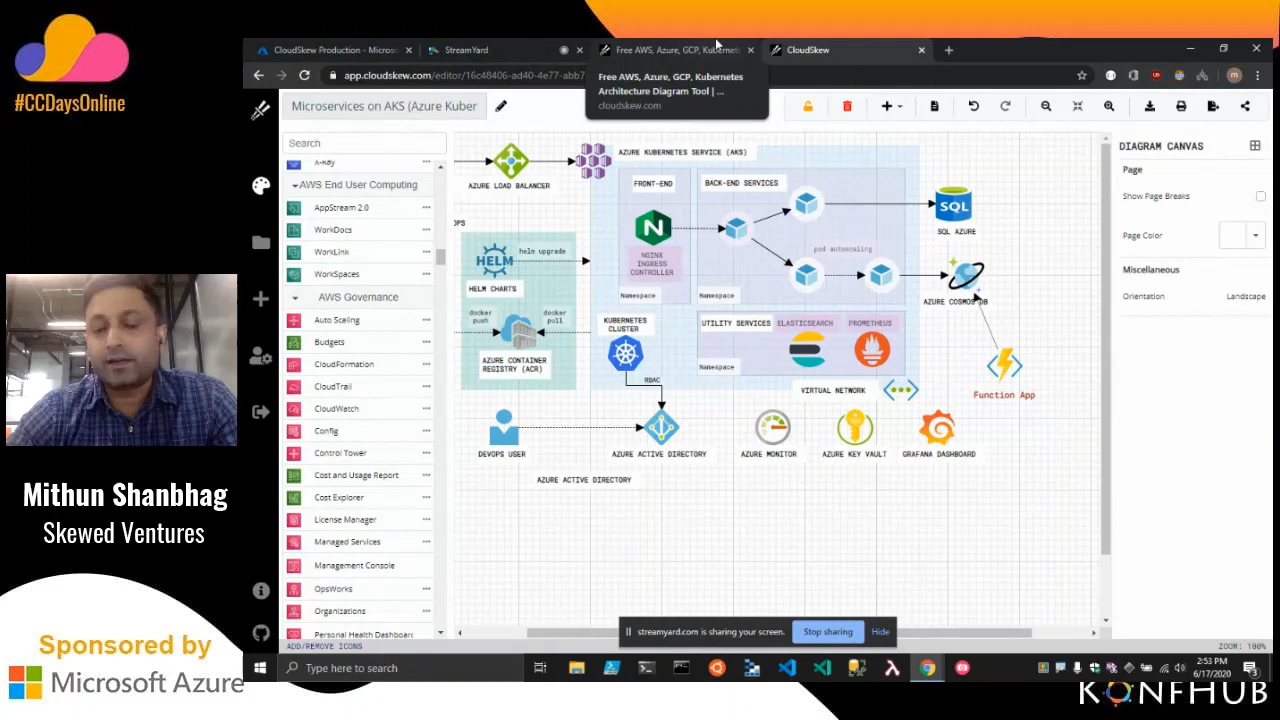 #CCDaysOnline
Mithun Shanbhag
Skewed Ventures
Sponsored by
Microsoft Azure
CloudSkew Production - Micros
StreamYard
Free AWS, Azure, GCP, Kubernet
CloudSkew
app.cloudskew.com/editor/16c48406-ad40-4e77-abb7
Free AWS, Azure, GCP, Kubernetes
Architecture Diagram Tool | ...
cloudskew.com
Microservices on AKS (Azure Kuber
Search
X-Ray
AWS End User Computing
AppStream 2.0
WorkDocs
WorkLink
WorkSpaces
AWS Governance
Auto Scaling
Budgets
CloudFormation
CloudTrail
CloudWatch
Config
Control Tower
Cost and Usage Report
Cost Explorer
License Manager
Managed Services
Management Console
OpsWorks
Organizations
Personal Health Dashboard
ADD/REMOVE ICONS
AZURE LOAD BALANCER
AZURE KUBERNETES SERVICE (AKS)
FRONT-END
BACK-END SERVICES
SQL
SQL AZURE
OPS
HELM
helm upgrade
HELM CHARTS
NGINX
INGRESS
CONTROLLER
Namespace
pod autoscaling
Namespace
AZURE COSMOS DB
docker
push
docker
pull
AZURE CONTAINER
REGISTRY (ACR)
KUBERNETES
CLUSTER
RBAC
UTILITY SERVICES
ELASTICSEARCH
PROMETHEUS
Namespace
VIRTUAL NETWORK
Function App
DEVOPS USER
AZURE ACTIVE DIRECTORY
AZURE MONITOR
AZURE KEY VAULT
GRAFANA DASHBOARD
AZURE ACTIVE DIRECTORY
DIAGRAM CANVAS
Page
Show Page Breaks
Page Color
Miscellaneous
Orientation
Landscape
streamyard.com is sharing your screen.
Stop sharing
Hide
ZOOM: 100%
Type here to search
2:53 PM
6/17/2020
KONFHUB